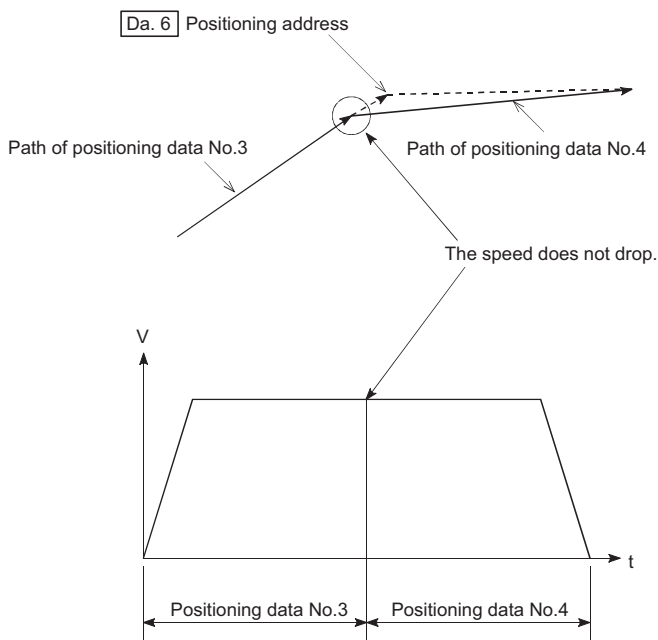 Da. 6 Positioning address
Path of positioning data No.3
Path of positioning data No.4
The speed does not drop.
V
t
Positioning data No.3
Positioning data No.4